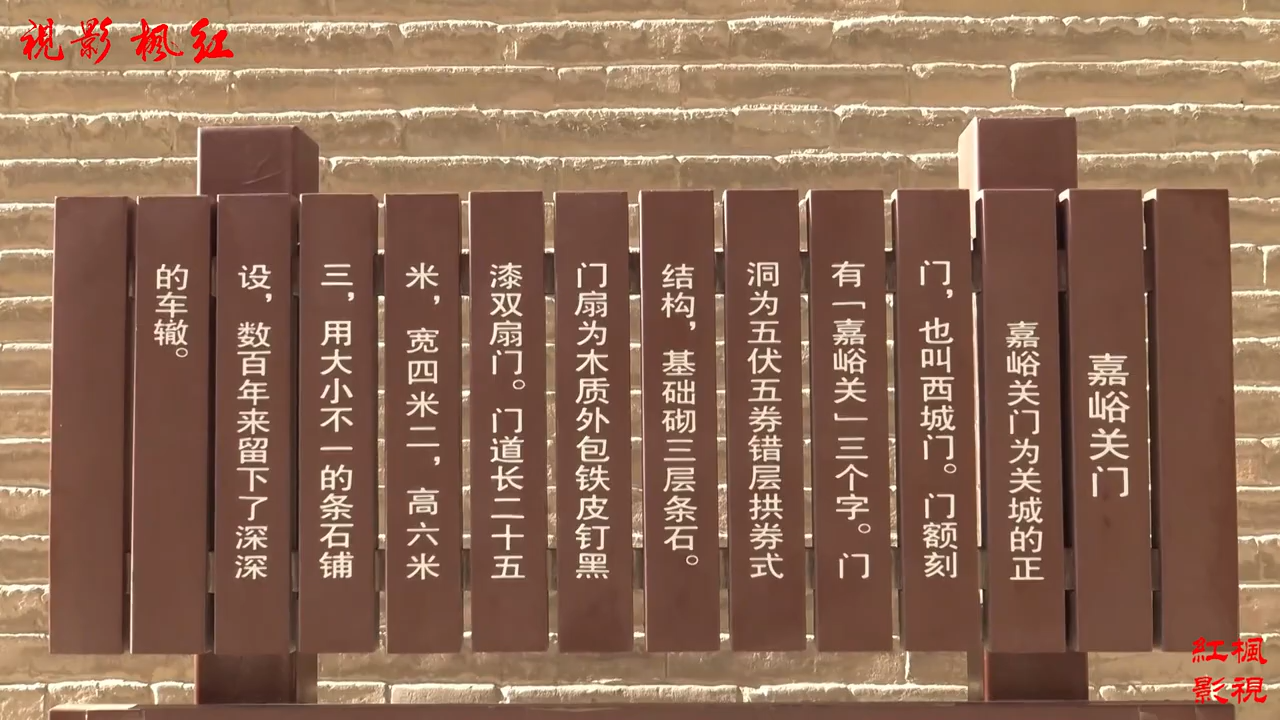 視影楓红
嘉峪关门
嘉峪关门为关城的正
门，也叫西城门。门额刻
有「嘉峪关」三个字。门
洞为五伏五券错层拱券式
结构，基础砌三层条石。
门扇为木质外包铁皮钉黑
漆双扇门。门道长二十五
米，宽四米二，高六米
三，用大小不一的条石铺
设，数百年来留下了深深
的车辙。
紅楓
影視